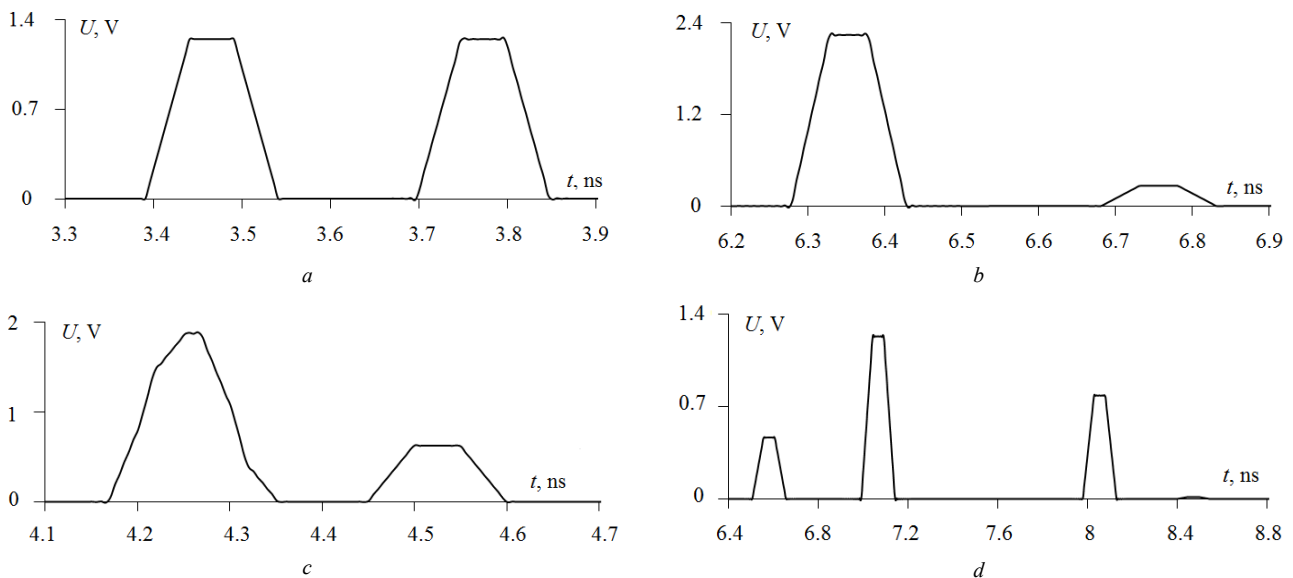 1.4
U, V
0.7
0
t, ns
3.3 3.4 3.5 3.6 3.7 3.8 3.9
a
2.4
U, V
1.2
0
t, ns
6.2 6.3 6.4 6.5 6.6 6.7 6.8 6.9
b
2
U, V
1
0
t, ns
4.1 4.2 4.3 4.4 4.5 4.6 4.7
c
1.4
U, V
0.7
0
t, ns
6.4 6.8 7.2 7.6 8 8.4 8.8
d